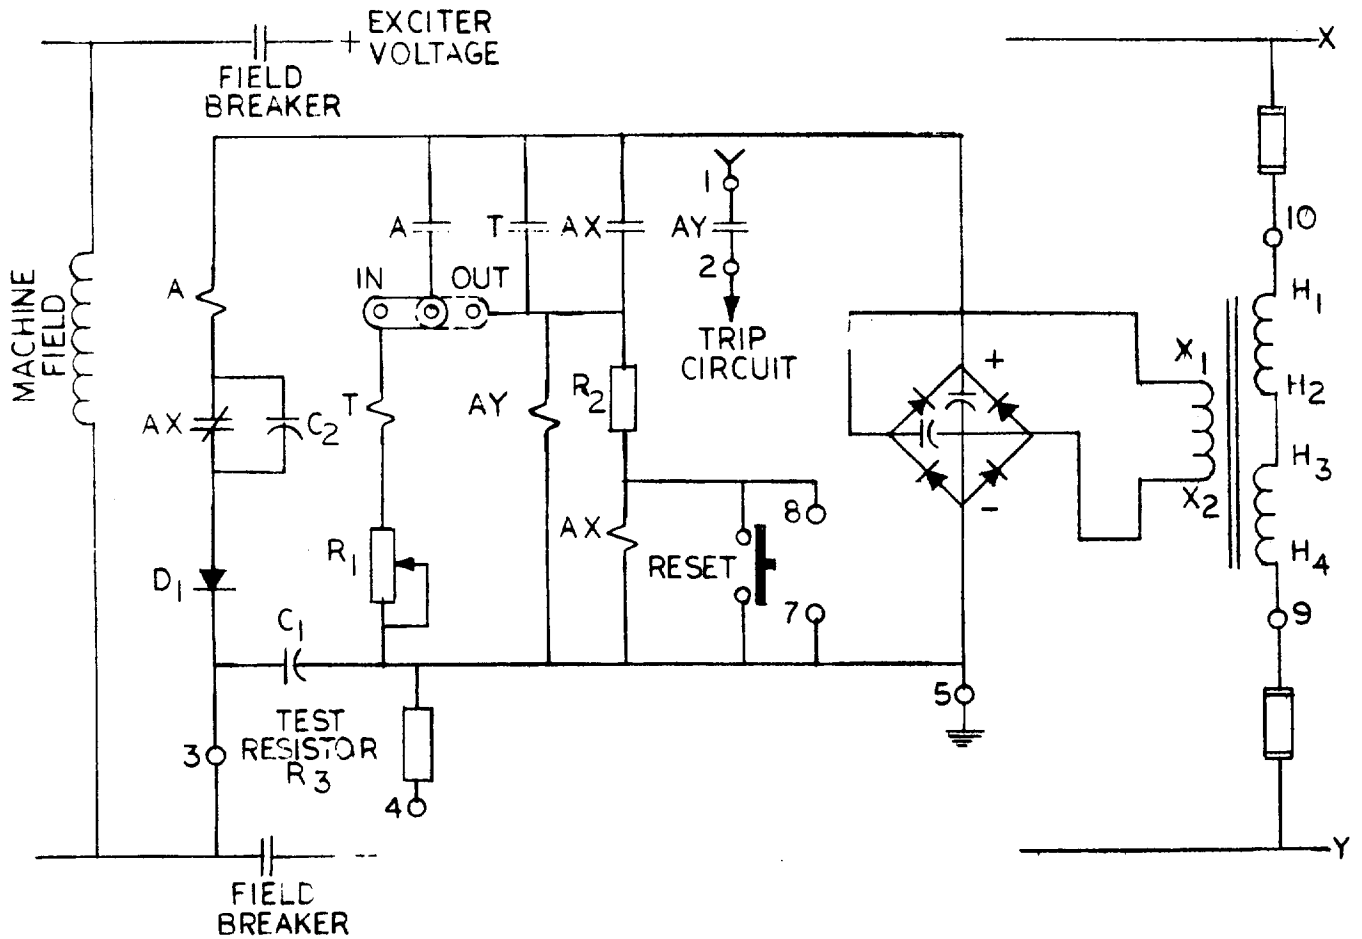 + EXCITER
VOLTAGE
FIELD
BREAKER
X
1
10
A
T
AX
AY
2
IN
OUT
MACHINE
FIELD
A
TRIP
CIRCUIT
H1
+
X1
R2
H2
T
AY
AX
C2
H3
X2
-
8
AX
R1
RESET
H4
D1
7
9
C1
5
TEST
RESISTOR
R3
3
4
Y
--
FIELD
BREAKER